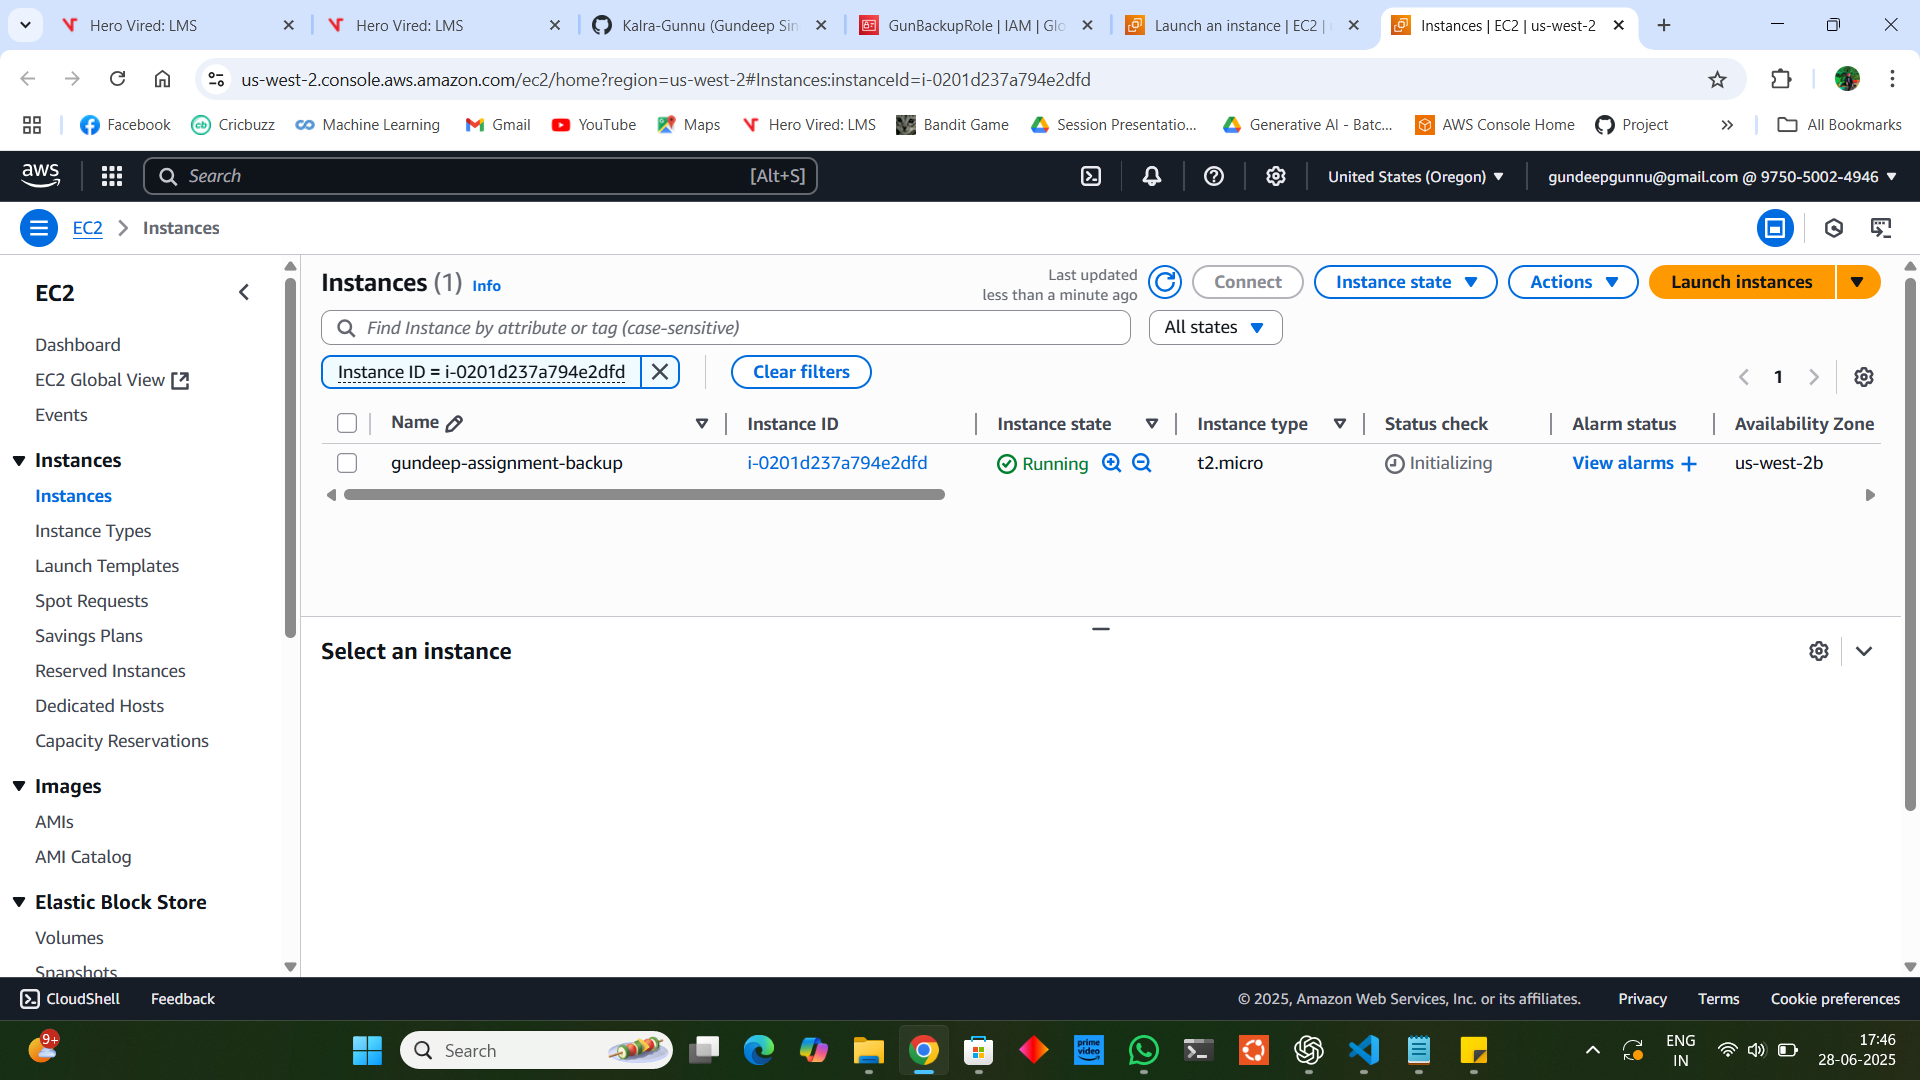 Hero Vired: LMS
Hero Vired: LMS
Kalra-Gunnu (Gundeep Sin
GunBackupRole | IAM | Glo
Launch an instance | EC2 |
Instances | EC2 | us-west-2
us-west-2.console.aws.amazon.com/ec2/home?region=us-west-2#Instances:instanceId=i-0201d237a794e2dfd
Facebook
Cricbuzz
Machine Learning
Gmail
YouTube
Maps
Hero Vired: LMS
Bandit Game
Session Presentatio...
Generative AI - Batc...
AWS Console Home
Project
All Bookmarks
aws
Search
[Alt+S]
United States (Oregon)
gundeepgunnu@gmail.com @ 9750-5002-4946
EC2
Instances
EC2
Dashboard
EC2 Global View
Events
Instances
Instances
Instance Types
Launch Templates
Spot Requests
Savings Plans
Reserved Instances
Dedicated Hosts
Capacity Reservations
Images
AMIs
AMI Catalog
Elastic Block Store
Volumes
Snapshots
Instances (1) Info
Last updated
less than a minute ago
Connect
Instance state
Actions
Launch instances
Find Instance by attribute or tag (case-sensitive)
All states
Instance ID = i-0201d237a794e2dfd
Clear filters
1
Name
Instance ID
Instance state
Instance type
Status check
Alarm status
Availability Zone
gundeep-assignment-backup
i-0201d237a794e2dfd
Running
t2.micro
Initializing
View alarms +
us-west-2b
Select an instance
CloudShell
Feedback
© 2025, Amazon Web Services, Inc. or its affiliates.
Privacy
Terms
Cookie preferences
9+
Search
prime video
ENG
IN
17:46
28-06-2025